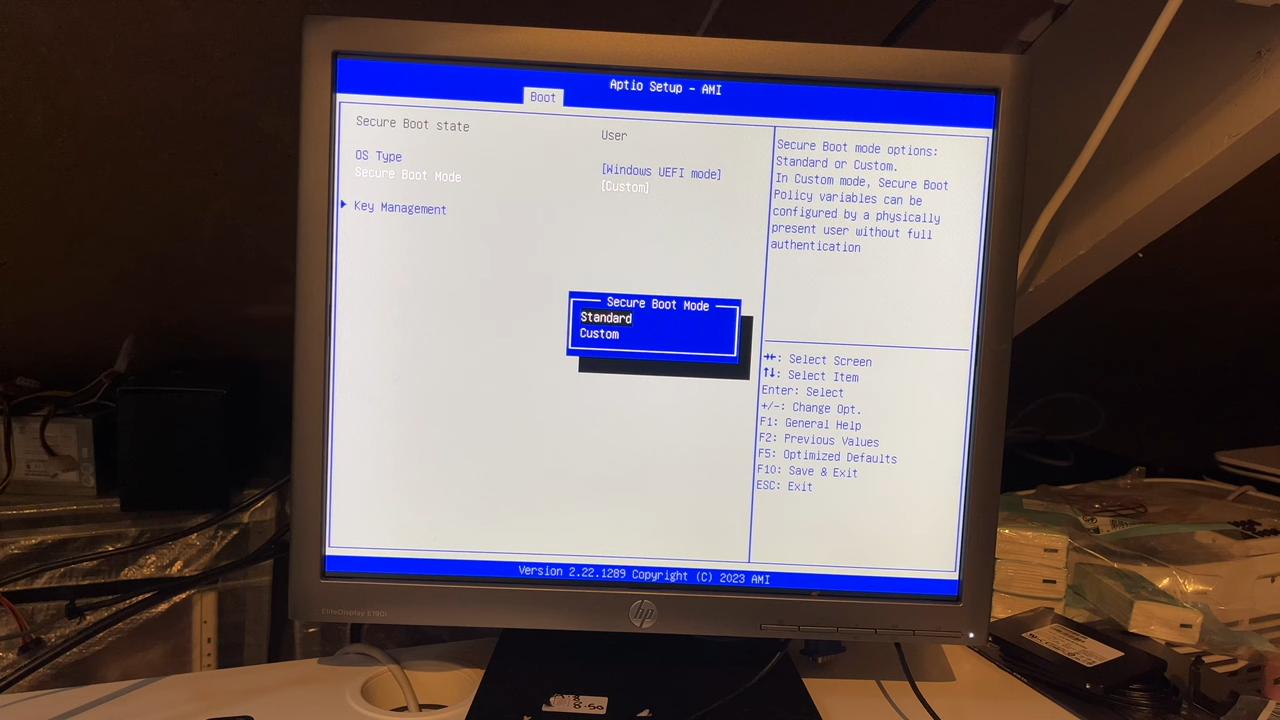 Aptio Setup - AMI
Boot
Secure Boot state
User
OS Type
[Windows UEFI mode]
Secure Boot Mode
[Custom]
Key Management
Secure Boot mode options:
Standard or Custom.
In Custom mode, Secure Boot
Policy variables can be
configured by a physically
present user without full
authentication
Secure Boot Mode
Standard
Custom
→←: Select Screen
↑↓: Select Item
Enter: Select
+/-: Change Opt.
F1: General Help
F2: Previous Values
F5: Optimized Defaults
F10: Save & Exit
ESC: Exit
Version 2.22.1289 Copyright (C) 2023 AMI
EliteDisplay E190i
hp